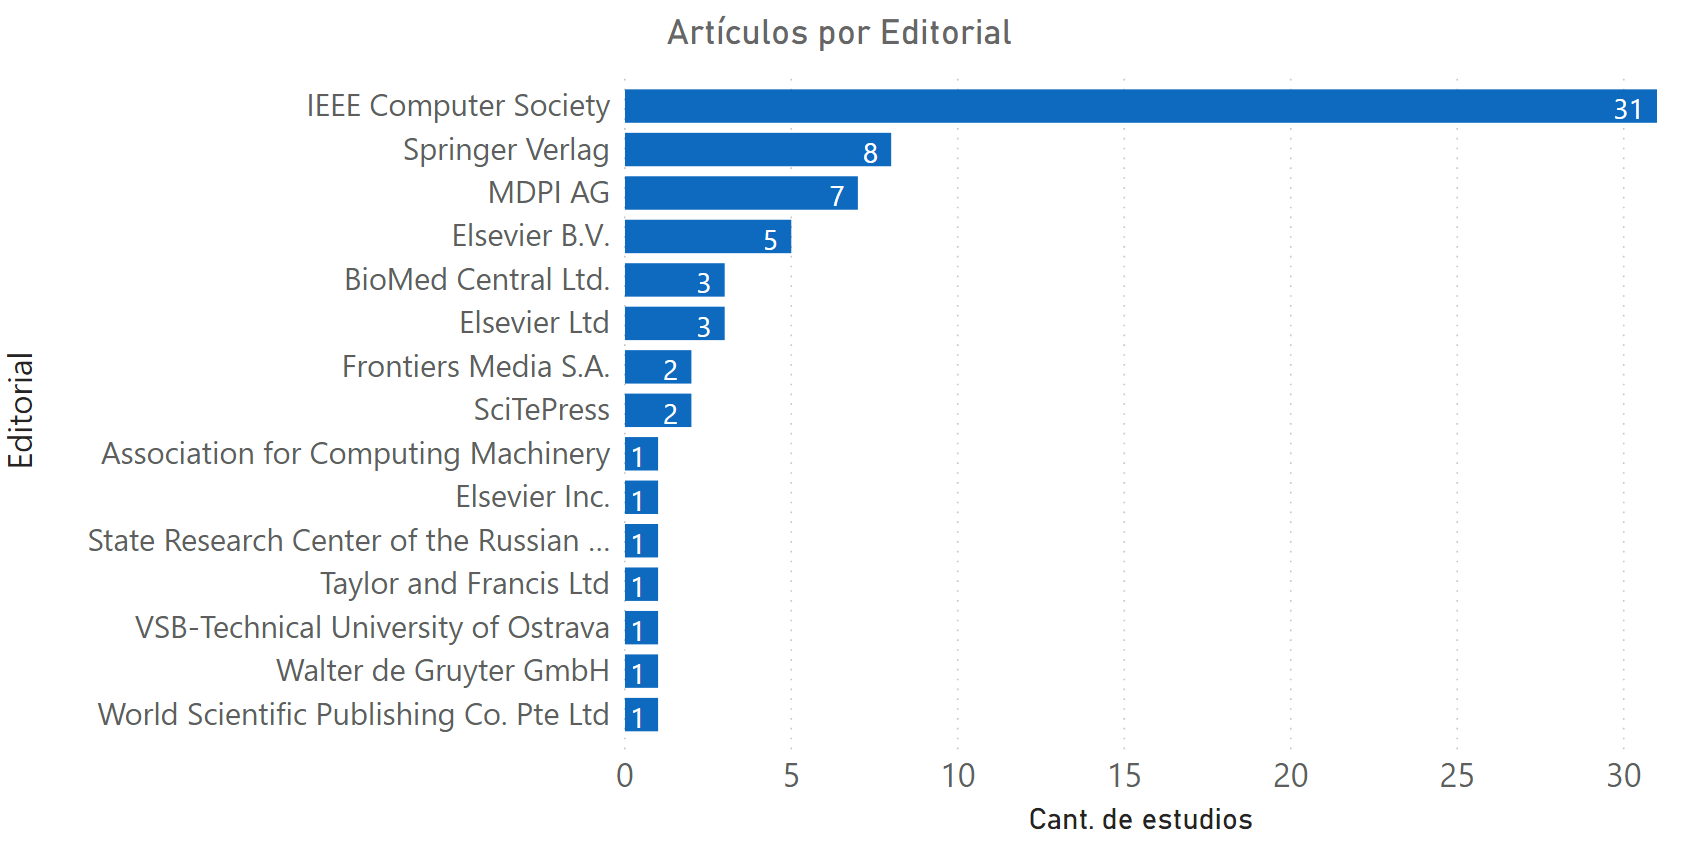 Artículos por Editorial
Editorial
IEEE Computer Society 31
Springer Verlag 8
MDPI AG 7
Elsevier B.V. 5
BioMed Central Ltd. 3
Elsevier Ltd 3
Frontiers Media S.A. 2
SciTePress 2
Association for Computing Machinery 1
Elsevier Inc. 1
State Research Center of the Russian ... 1
Taylor and Francis Ltd 1
VSB-Technical University of Ostrava 1
Walter de Gruyter GmbH 1
World Scientific Publishing Co. Pte Ltd 1
0 5 10 15 20 25 30
Cant. de estudios